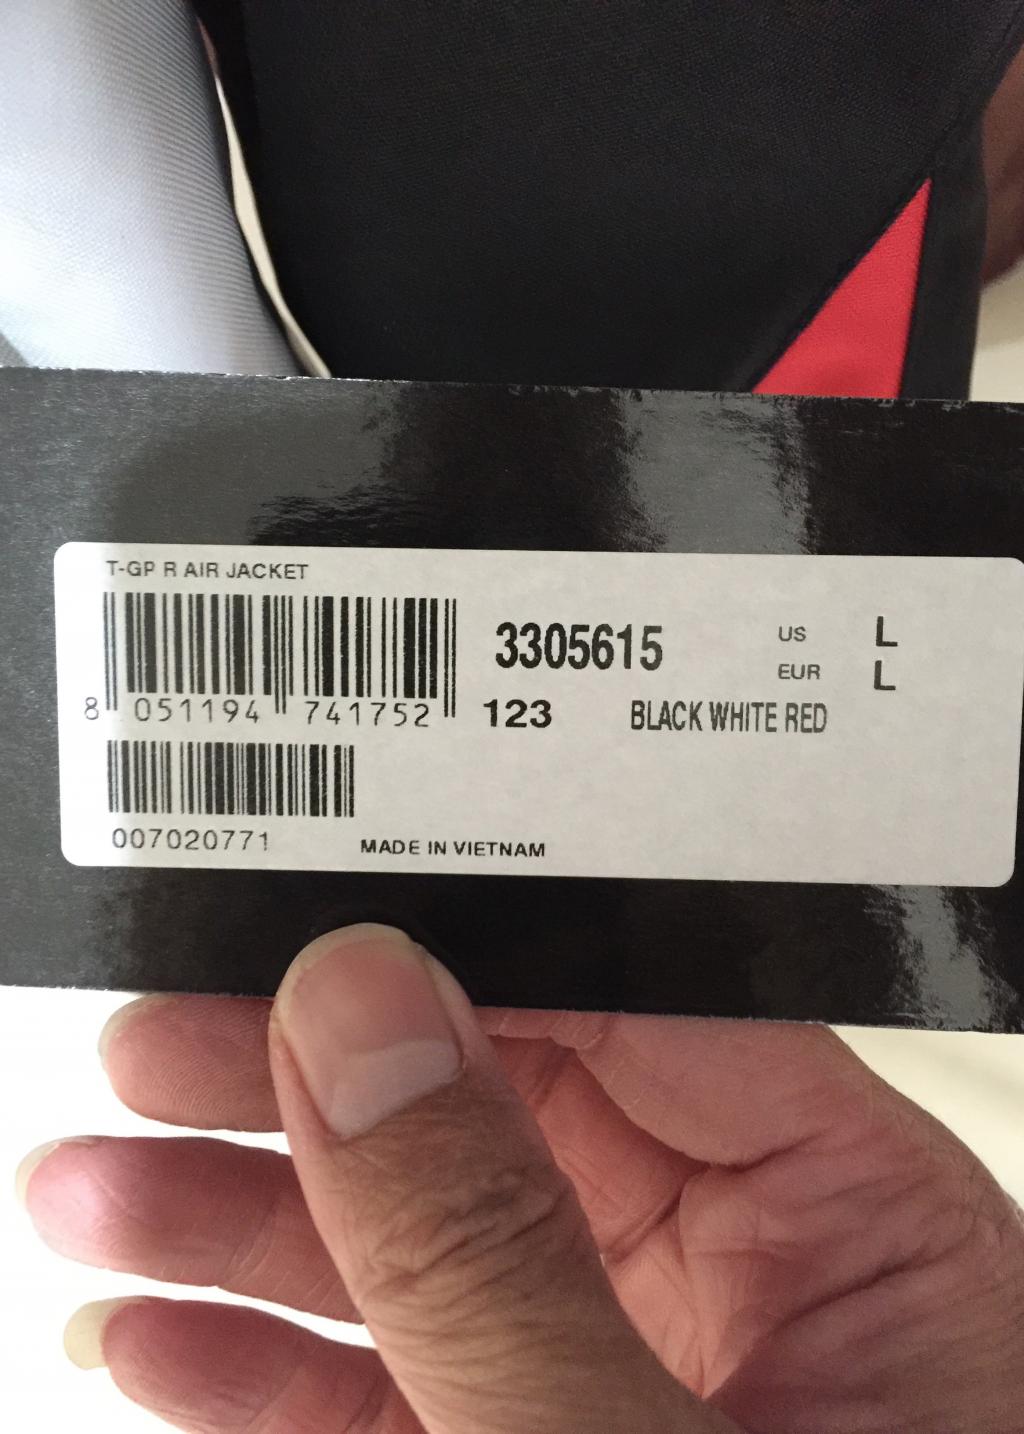 T-GP R AIR JACKET
3305615 US L
EUR L
8 051194 741752 123 BLACK WHITE RED
007020771 MADE IN VIETNAM